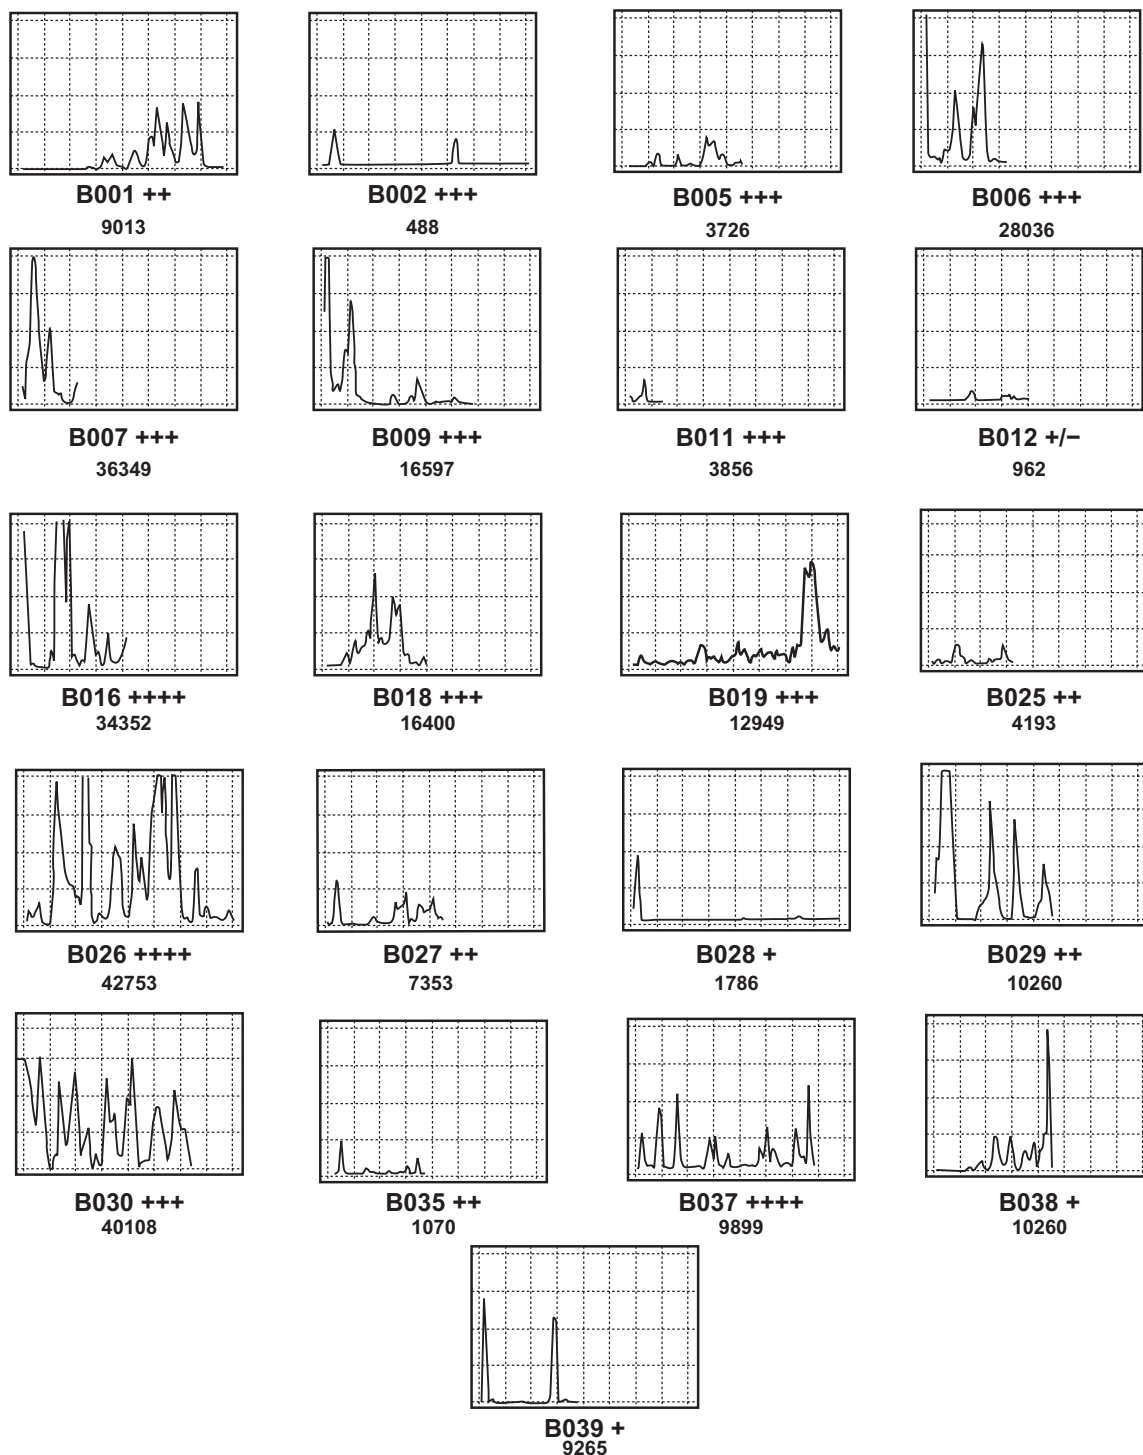 B001 ++
9013
B002 +++
488
B005 +++
3726
B006 +++
28036
B007 +++
36349
B009 +++
16597
B011 +++
3856
B012 +/−
962
B016 ++++
34352
B018 +++
16400
B019 +++
12949
B025 ++
4193
B026 ++++
42753
B027 ++
7353
B028 +
1786
B029 ++
10260
B030 +++
40108
B035 ++
1070
B037 ++++
9899
B038 +
10260
B039 +
9265